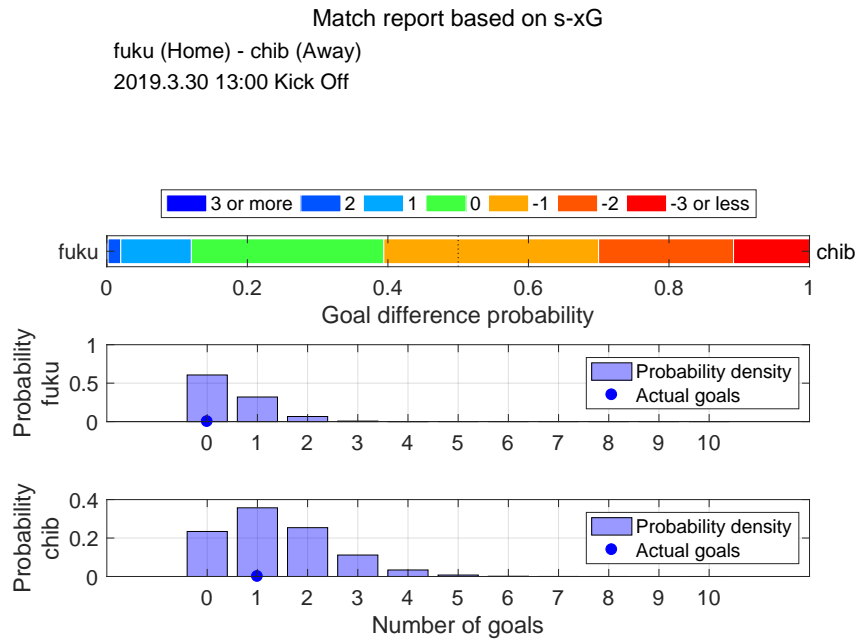 Match report based on s-xG
fuku (Home) - chib (Away)
2019.3.30 13:00 Kick Off
3 or more 2 1 0 -1 -2 -3 or less
fuku chib
0 0.2 0.4 0.6 0.8 1
Goal difference probability
Probability
fuku
1
0.5
0
Probability density
Actual goals
0 1 2 3 4 5 6 7 8 9 10
Probability
chib
0.4
0.2
0
Probability density
Actual goals
0 1 2 3 4 5 6 7 8 9 10
Number of goals